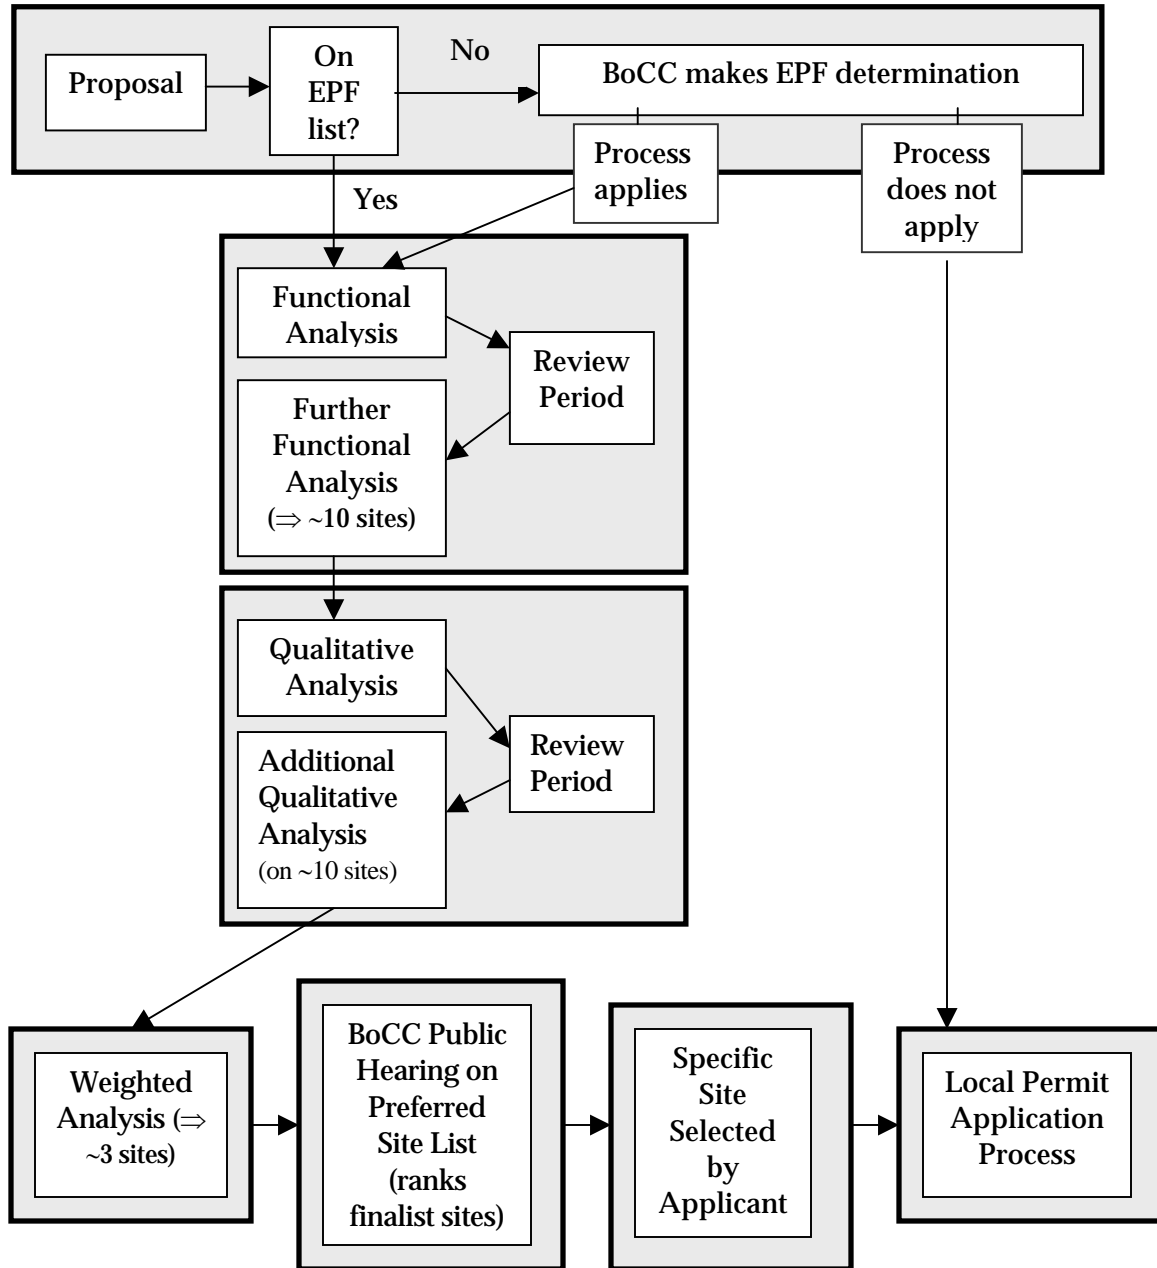 Proposal
On
EPF
list?
No
BoCC makes EPF determination
Yes
Process
applies
Process
does not
apply
Functional
Analysis
Review
Period
Further
Functional
Analysis
(⇒ ~10 sites)
Qualitative
Analysis
Review
Period
Additional
Qualitative
Analysis
(on ~10 sites)
Weighted
Analysis (⇒
~3 sites)
BoCC Public
Hearing on
Preferred
Site List
(ranks
finalist sites)
Specific
Site
Selected
by
Applicant
Local Permit
Application
Process